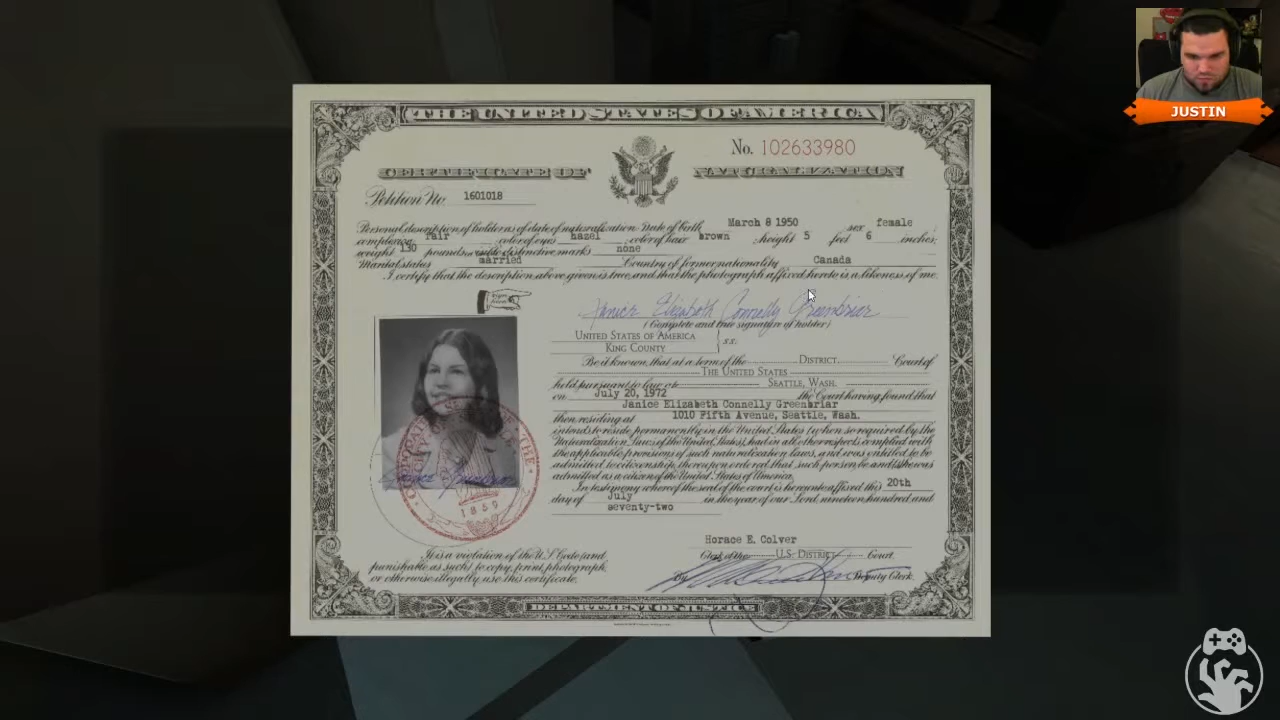 JUSTIN
THE UNITED STATES OF AMERICA
No. 102633980
CERTIFICATE OF NATURALIZATION
Petition No. 1601018
Personal description of holder as of date of naturalization: Date of birth March 8 1950 sex female
complexion fair color of eyes hazel color of hair brown height 5 feet 6 inches;
weight 130 pounds; visible distinctive marks none
Marital status married Country of former nationality Canada
I certify that the description above given is true, and that the photograph affixed hereto is a likeness of me.
Janice Elizabeth Connelly Greenbriar
(Complete and true signature of holder)
UNITED STATES OF AMERICA
KING COUNTY } ss.
Be it known, that at a term of the DISTRICT Court of
THE UNITED STATES
held pursuant to law at SEATTLE, WASH.
on July 20, 1972 the Court having found that
Janice Elizabeth Connelly Greenbriar
then residing at 1010 Fifth Avenue, Seattle, Wash.
intends to reside permanently in the United States (when so required by the
Naturalization Laws of the United States), had in all other respects complied with
the applicable provisions of such naturalization laws, and was entitled to be
admitted to citizenship, thereupon ordered that such person be and (s)he was
admitted as a citizen of the United States of America.
In testimony whereof the seal of the court is hereunto affixed this 20th
day of July in the year of our Lord nineteen hundred and
seventy-two
1859
Horace E. Colver
Clerk of the U.S. DISTRICT Court
By Deputy Clerk.
It is a violation of the U.S. Code (and
punishable as such) to copy, print, photograph,
or otherwise illegally use this certificate.
DEPARTMENT OF JUSTICE